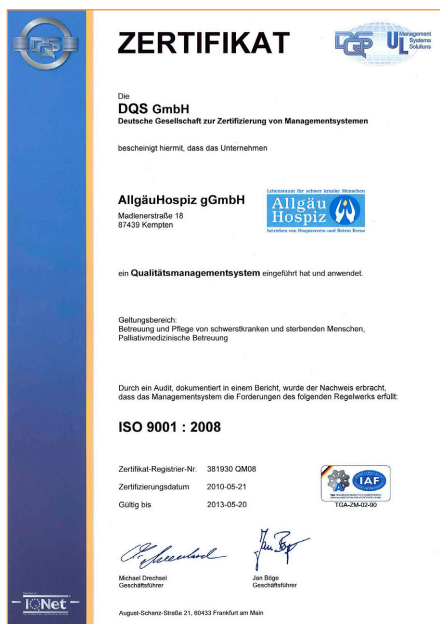 DQS
ZERTIFIKAT
DQS
UL
Management
Systems
Solutions
Die
DQS GmbH
Deutsche Gesellschaft zur Zertifizierung von Managementsystemen
bescheinigt hiermit, dass das Unternehmen
AllgäuHospiz gGmbH
Madlenerstraße 18
87439 Kempten
Lebensraum für schwer kranke Menschen
Allgäu
Hospiz
betrieben von Hospizverein und Rotem Kreuz
ein Qualitätsmanagementsystem eingeführt hat und anwendet.
Geltungsbereich:
Betreuung und Pflege von schwerstkranken und sterbenden Menschen,
Palliativmedizinische Betreuung
Durch ein Audit, dokumentiert in einem Bericht, wurde der Nachweis erbracht,
dass das Managementsystem die Forderungen des folgenden Regelwerks erfüllt:
ISO 9001 : 2008
Zertifikat-Registrier-Nr. 381930 QM08
Zertifizierungsdatum 2010-05-21
Gültig bis 2013-05-20
IAF
TGA-ZM-02-90
Michael Drechsel
Geschäftsführer
Jan Böge
Geschäftsführer
IQNet
August-Schanz-Straße 21, 60433 Frankfurt am Main